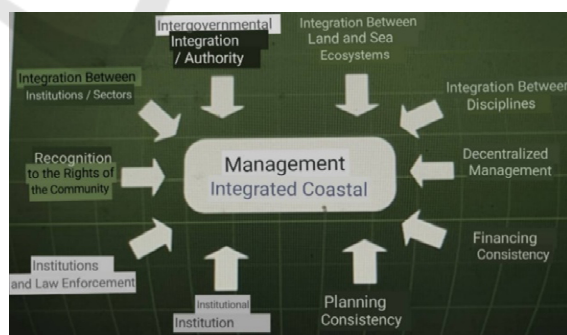 Intergovernmental
Integration
/ Authority
Integration Between
Land and Sea
Ecosystems
Integration Between
Institutions / Sectors
Integration Between
Disciplines
Recognition
to the Rights of
the Community
Management
Integrated Coastal
Decentralized
Management
Institutions
and Law Enforcement
Financing
Consistency
Institutional
Institution
Planning
Consistency